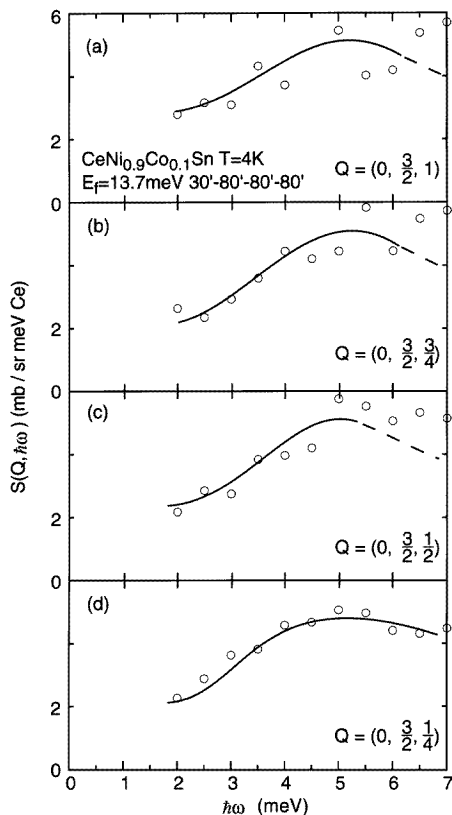 6
(a)
4
CeNi0.9Co0.1Sn T=4K
2
Ef=13.7meV 30'-80'-80'-80'
Q = (0, 3/2, 1)
0
(b)
2
Q = (0, 3/2, 3/4)
0
S(Q,ħω) (mb / sr meV Ce)
(c)
2
Q = (0, 3/2, 1/2)
0
(d)
2
Q = (0, 3/2, 1/4)
0
0 1 2 3 4 5 6 7
ħω (meV)